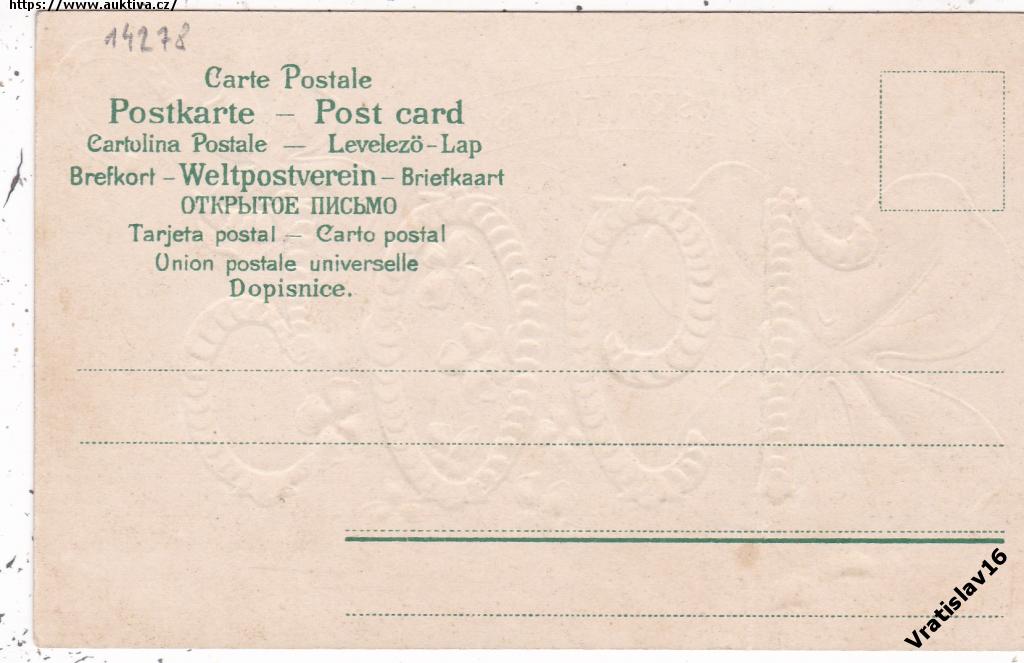 https://www.auktiva.cz/
14278
Carte Postale
Postkarte – Post card
Cartolina Postale — Levelezö-Lap
Brefkort – Weltpostverein – Briefkaart
ОТКРЫТОЕ ПИСЬМО
Tarjeta postal – Carto postal
Union postale universelle
Dopisnice.
Vratislav16